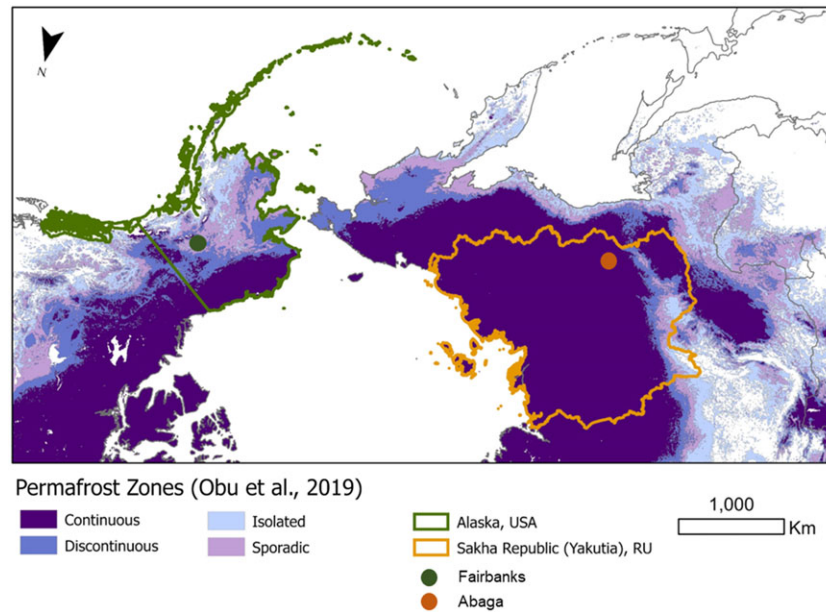 N
Permafrost Zones (Obu et al., 2019)
Continuous
Isolated
Alaska, USA
1,000
Discontinuous
Sporadic
Sakha Republic (Yakutia), RU
Km
Fairbanks
Abaga